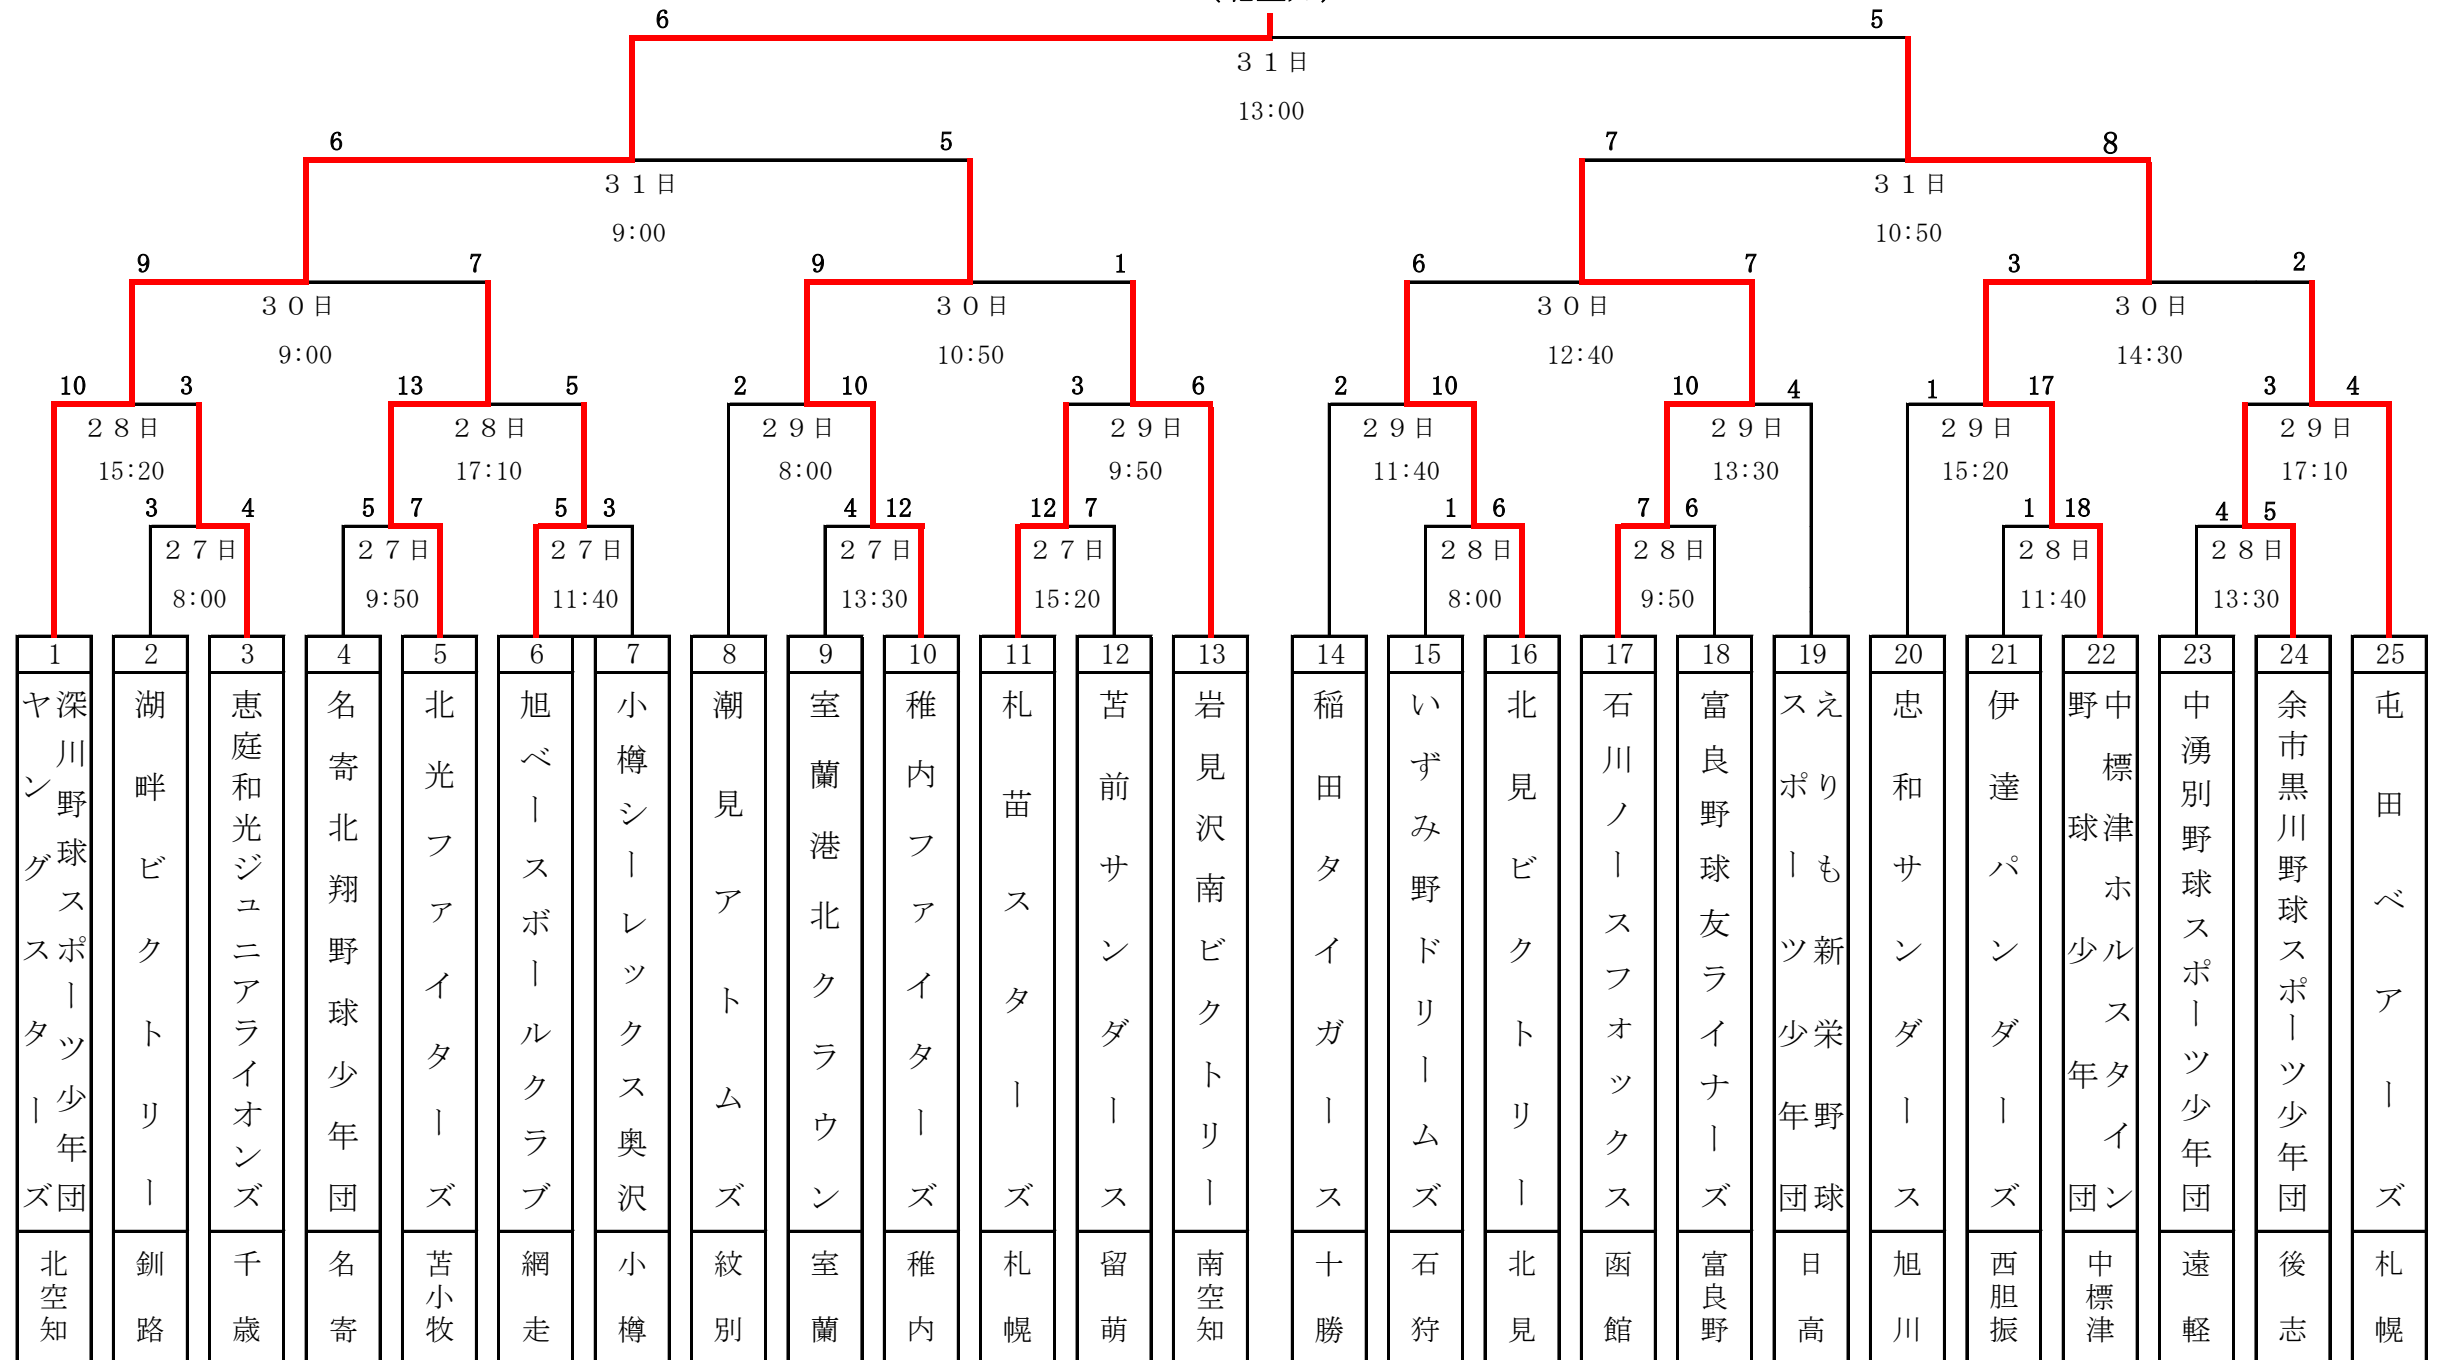 6 5
３１日
13:00
6 5 7 8
３１日 ３１日
9:00 10:50
9 7 9 1 6 7 3 2
３０日 ３０日 ３０日 ３０日
9:00 10:50 12:40 14:30
10 3 13 5 2 10 3 6 2 10 10 4 1 17 3 4
２８日 ２８日 ２９日 ２９日 ２９日 ２９日 ２９日 ２９日
15:20 17:10 8:00 9:50 11:40 13:30 15:20 17:10
3 4 5 7 5 3 4 12 12 7 1 6 7 6 1 18 4 5
２７日 ２７日 ２７日 ２７日 ２７日 ２８日 ２８日 ２８日 ２８日
8:00 9:50 11:40 13:30 15:20 8:00 9:50 11:40 13:30
1 2 3 4 5 6 7 8 9 10 11 12 13 14 15 16 17 18 19 20 21 22 23 24 25
深川野球スポーツ少年団
ヤングスターズ
湖畔ビクトリー
恵庭和光ジュニアライオンズ
名寄北翔野球少年団
北光ファイターズ
旭ベースボールクラブ
小樽シーレックス奥沢
潮見アトムズ
室蘭港北クラウン
稚内ファイターズ
札苗スターズ
苫前サンダース
岩見沢南ビクトリー
稲田タイガース
いずみ野ドリームズ
北見ビクトリー
石川ノースフォックス
富良野球友ライナーズ
えりも新栄野球
スポーツ少年団
忠和サンダース
伊達パンダーズ
中標津ホルスタイン
野球少年団
中湧別野球スポーツ少年団
余市黒川野球スポーツ少年団
屯田ベアーズ
北空知
釧路
千歳
名寄
苫小牧
網走
小樽
紋別
室蘭
稚内
札幌
留萌
南空知
十勝
石狩
北見
函館
富良野
日高
旭川
西胆振
中標津
遠軽
後志
札幌